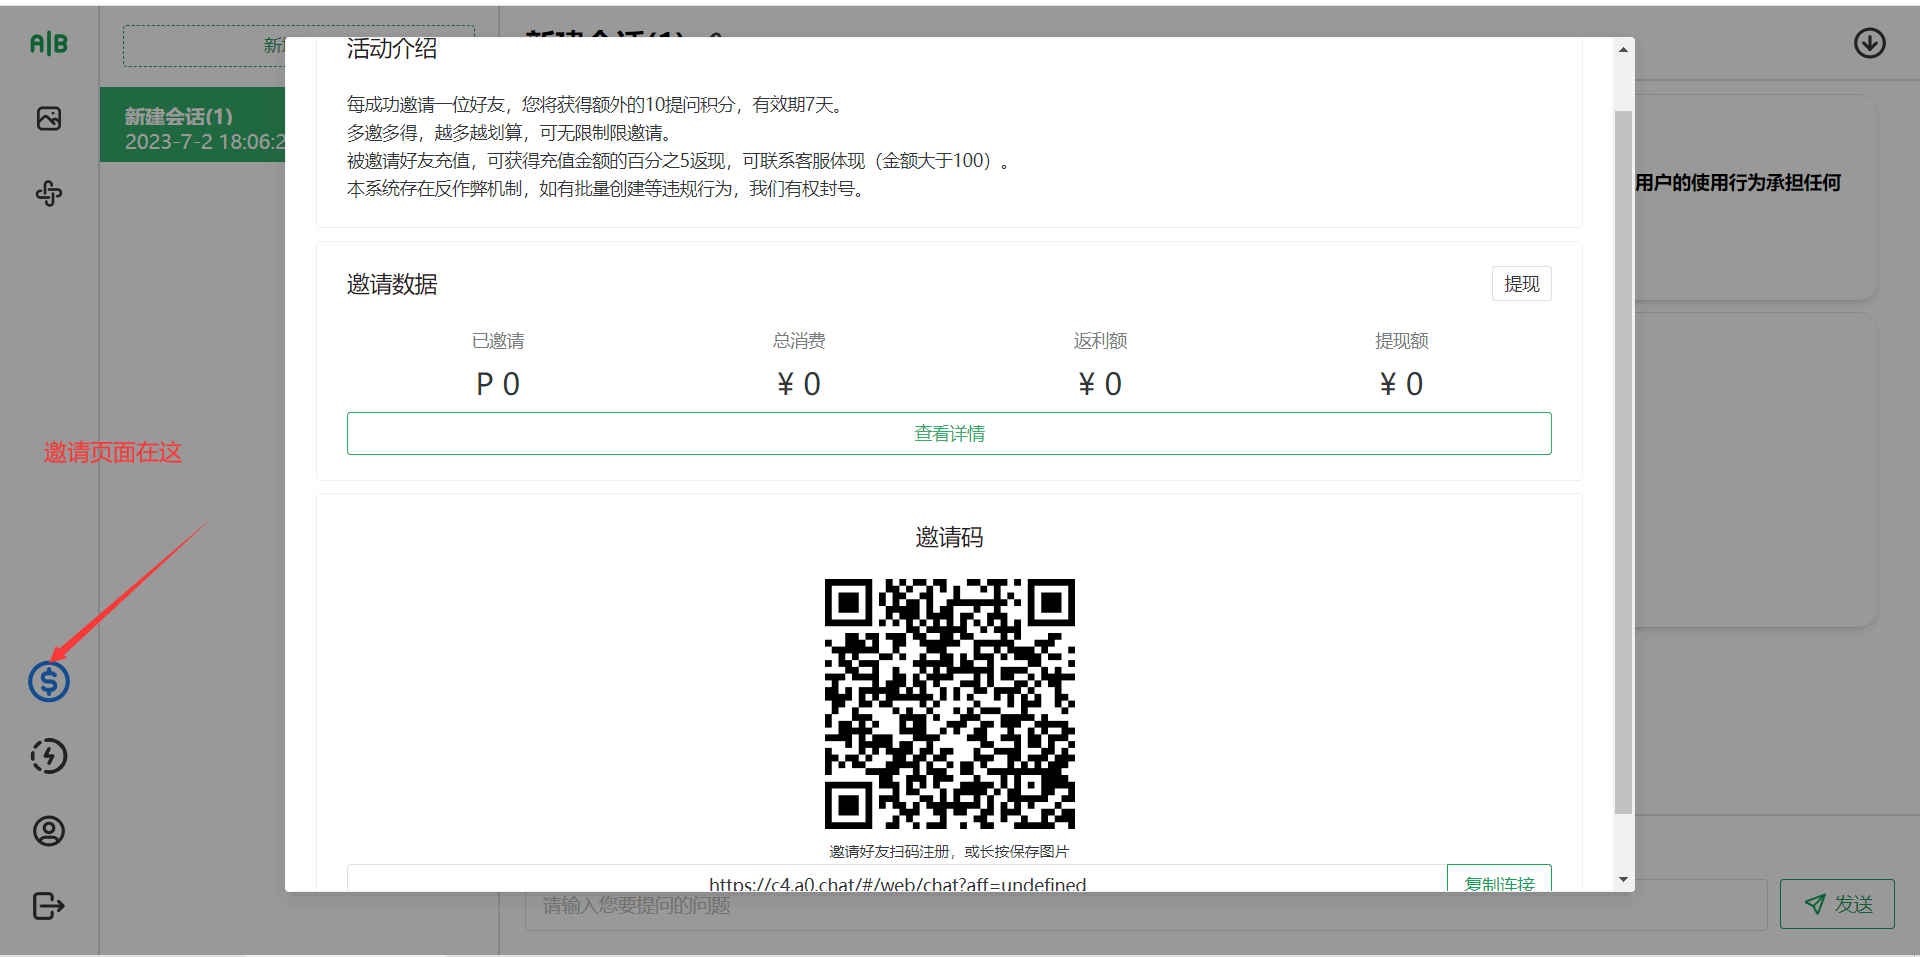 A|B
新建会话(1)
2023-7-2 18:06:2
新建会话(1)
用户的使用行为承担任何
活动介绍
每成功邀请一位好友，您将获得额外的10提问积分，有效期7天。
多邀多得，越多越划算，可无限制限邀请。
被邀请好友充值，可获得充值金额的百分之5返现，可联系客服体现（金额大于100）。
本系统存在反作弊机制，如有批量创建等违规行为，我们有权封号。
邀请数据
提现
已邀请
总消费
返利额
提现额
P 0
¥ 0
¥ 0
¥ 0
查看详情
邀请页面在这
邀请码
邀请好友扫码注册，或长按保存图片
https://c4.a0.chat/#/web/chat?aff=undefined
复制连接
请输入您要提问的问题
发送